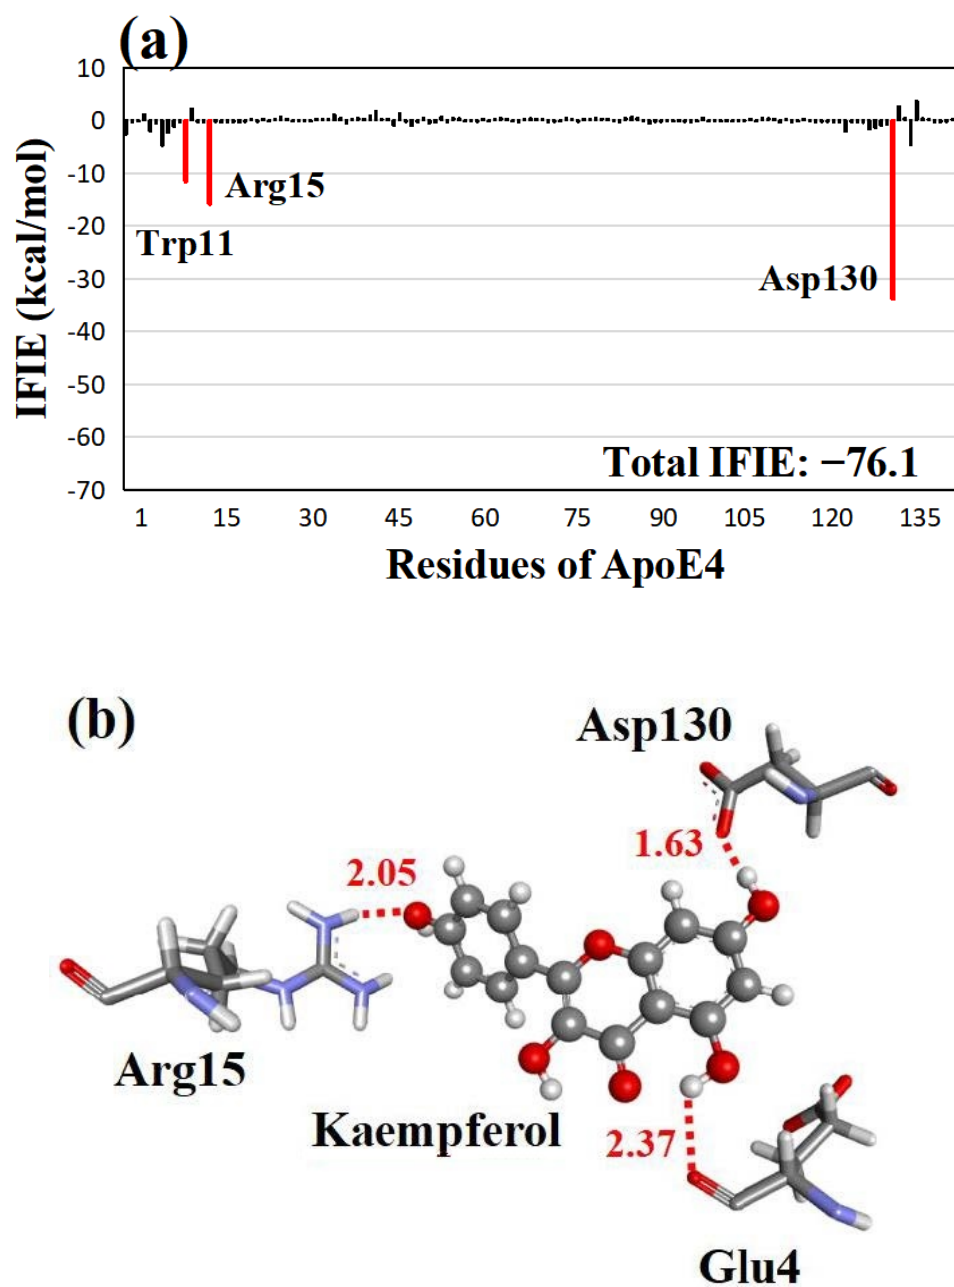 (a)
10
0
-10
-20
-30
-40
-50
-60
-70
IFIE (kcal/mol)
Arg15
Trp11
Asp130
Total IFIE: −76.1
1 15 30 45 60 75 90 105 120 135
Residues of ApoE4
(b)
Asp130
1.63
2.05
Arg15
Kaempferol
2.37
Glu4